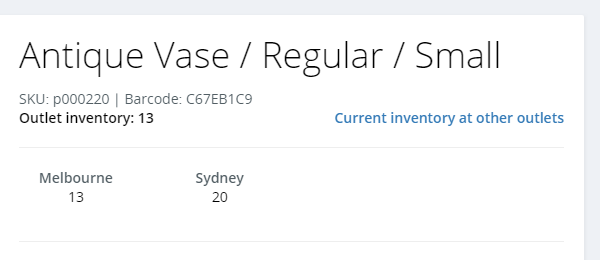 Antique Vase / Regular / Small
SKU: p000220 | Barcode: C67EB1C9
Outlet inventory: 13 Current inventory at other outlets
Melbourne Sydney
13 20